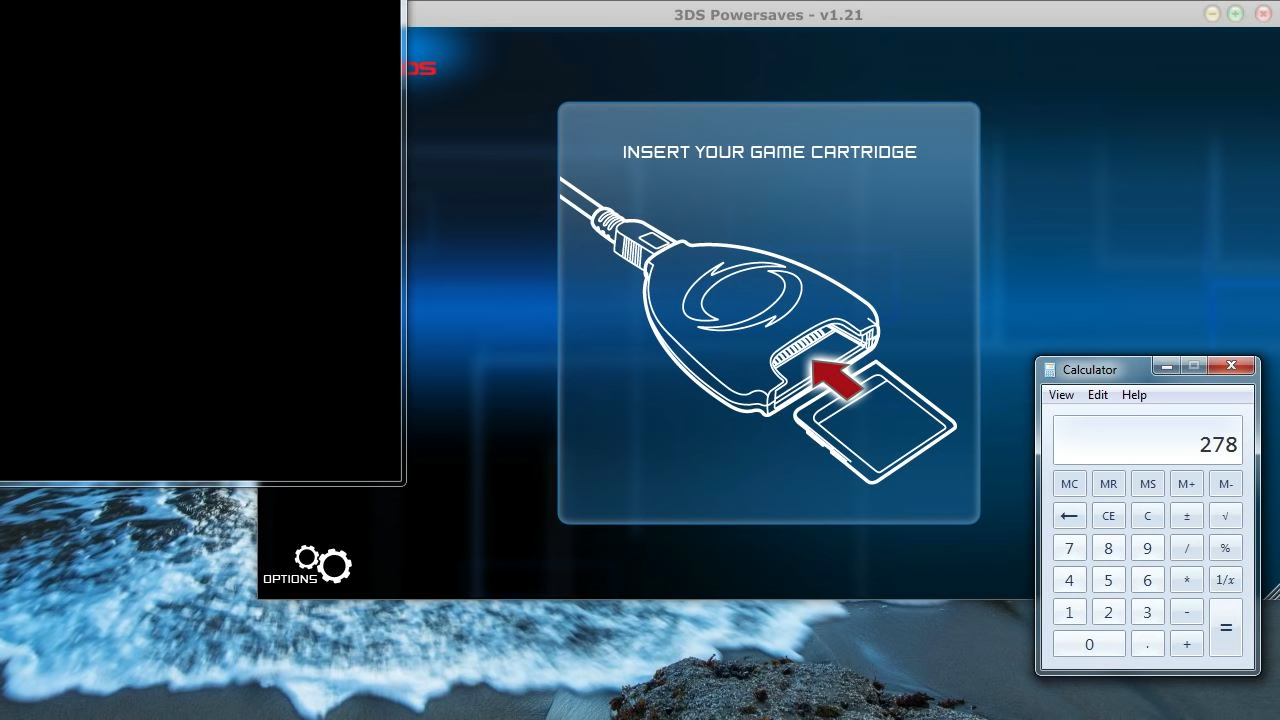 3DS Powersaves - v1.21
DS
INSERT YOUR GAME CARTRIDGE
OPTIONS
Calculator
View Edit Help
278
MC MR MS M+ M-
← CE C ± √
7 8 9 / %
4 5 6 * 1/x
1 2 3 - =
0 . +